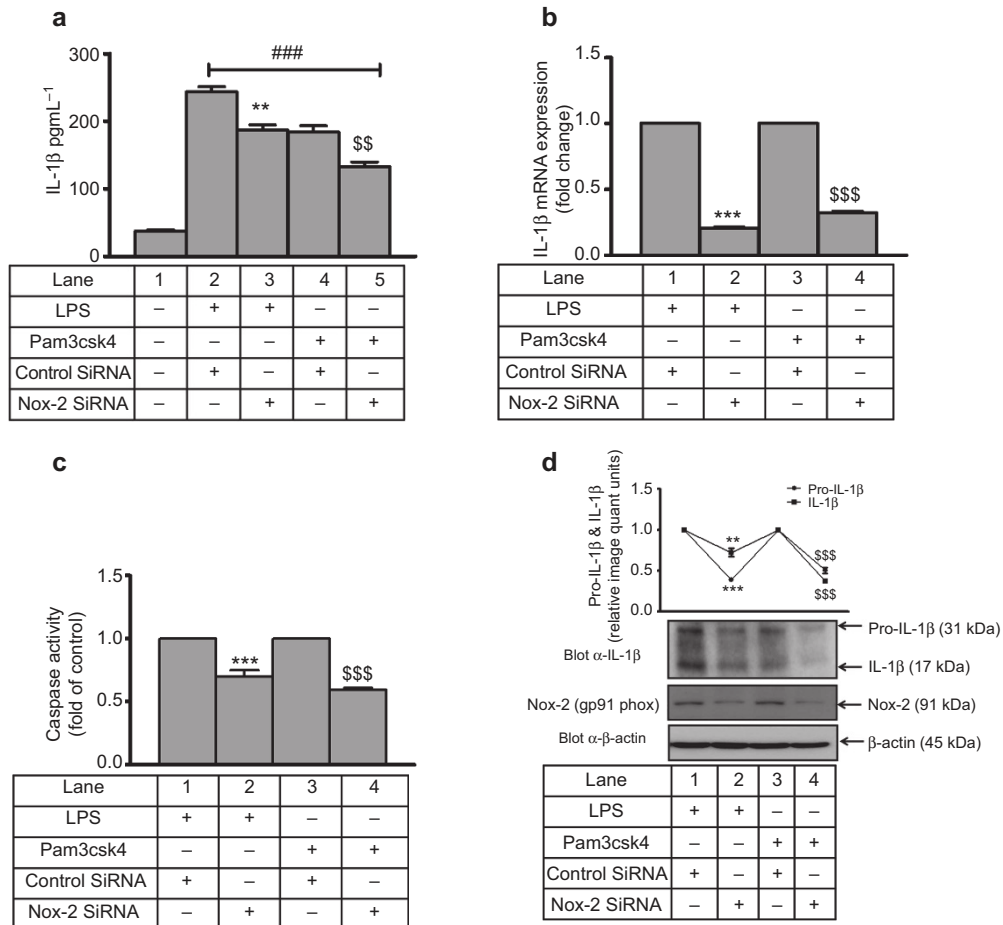 a
###
**
$$
300
200
100
0
IL-1β pgmL⁻¹
Lane 1 2 3 4 5
LPS – + + – –
Pam3csk4 – – – + +
Control SiRNA – + – + –
Nox-2 SiRNA – – + – +
b
1.5
1.0
0.5
0.0
IL-1β mRNA expression
(fold change)
***
$$$
Lane 1 2 3 4
LPS + + – –
Pam3csk4 – – + +
Control SiRNA + – + –
Nox-2 SiRNA – + – +
c
1.5
1.0
0.5
0.0
Caspase activity
(fold of control)
***
$$$
Lane 1 2 3 4
LPS + + – –
Pam3csk4 – – + +
Control SiRNA + – + –
Nox-2 SiRNA – + – +
d
Pro-IL-1β & IL-1β
(relative image quant units)
1.5
1.0
0.5
0.0
Pro-IL-1β
IL-1β
**
***
$$$
$$$
Blot α-IL-1β
Pro-IL-1β (31 kDa)
IL-1β (17 kDa)
Nox-2 (gp91 phox)
Nox-2 (91 kDa)
Blot α-β-actin
β-actin (45 kDa)
Lane 1 2 3 4
LPS + + – –
Pam3csk4 – – + +
Control SiRNA + – + –
Nox-2 SiRNA – + – +